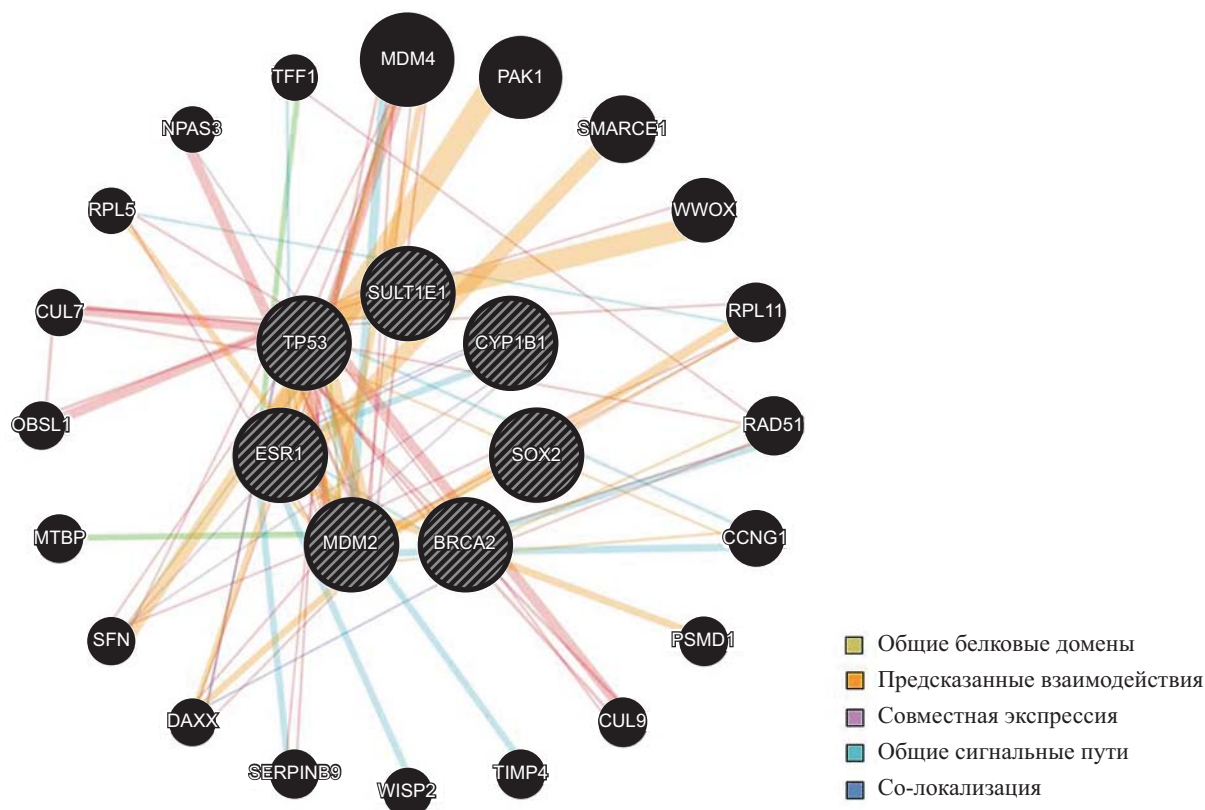 MDM4
PAK1
TFF1
SMARCE1
NPAS3
WWOX
RPL5
SULT1E1
RPL11
CUL7
TP53
CYP1B1
OBSL1
RAD51
ESR1
SOX2
MTBP
MDM2
BRCA2
CCNG1
SFN
PSMD1
DAXX
CUL9
SERPINB9
TIMP4
WISP2
Общие белковые домены
Предсказанные взаимодействия
Совместная экспрессия
Общие сигнальные пути
Со-локализация